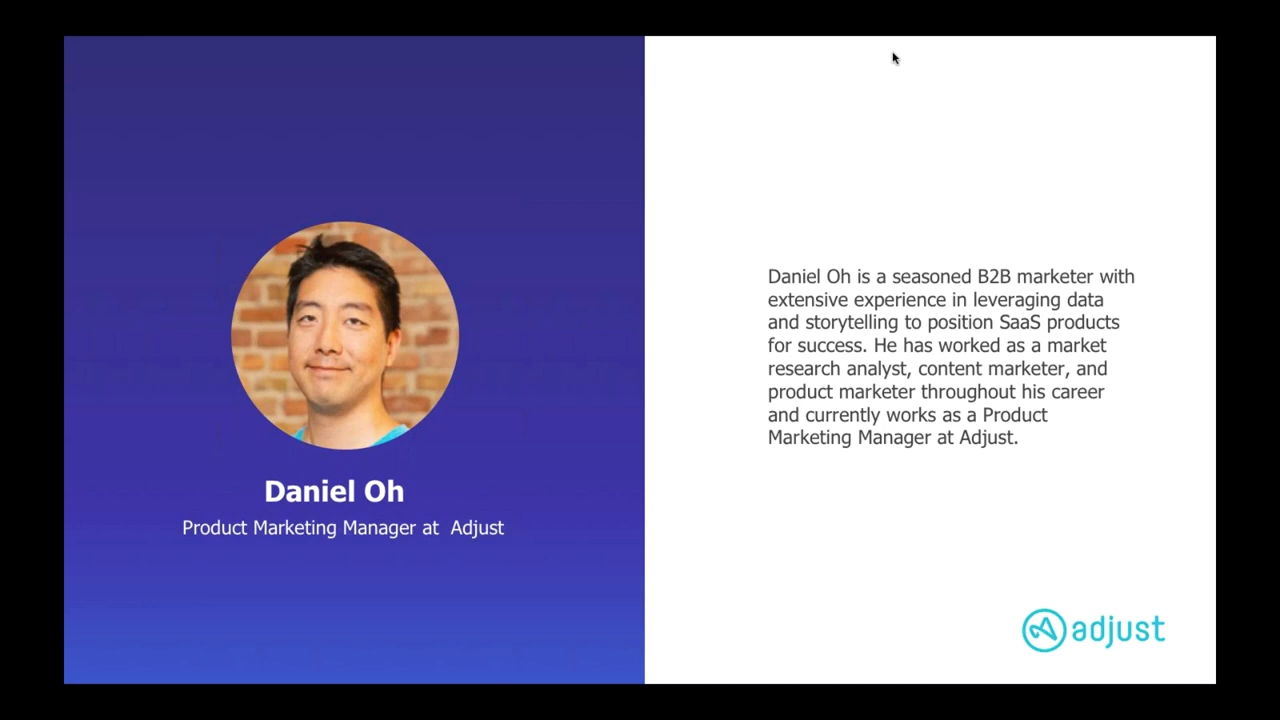 Daniel Oh
Product Marketing Manager at  Adjust
Daniel Oh is a seasoned B2B marketer with
extensive experience in leveraging data
and storytelling to position SaaS products
for success. He has worked as a market
research analyst, content marketer, and
product marketer throughout his career
and currently works as a Product
Marketing Manager at Adjust.
adjust